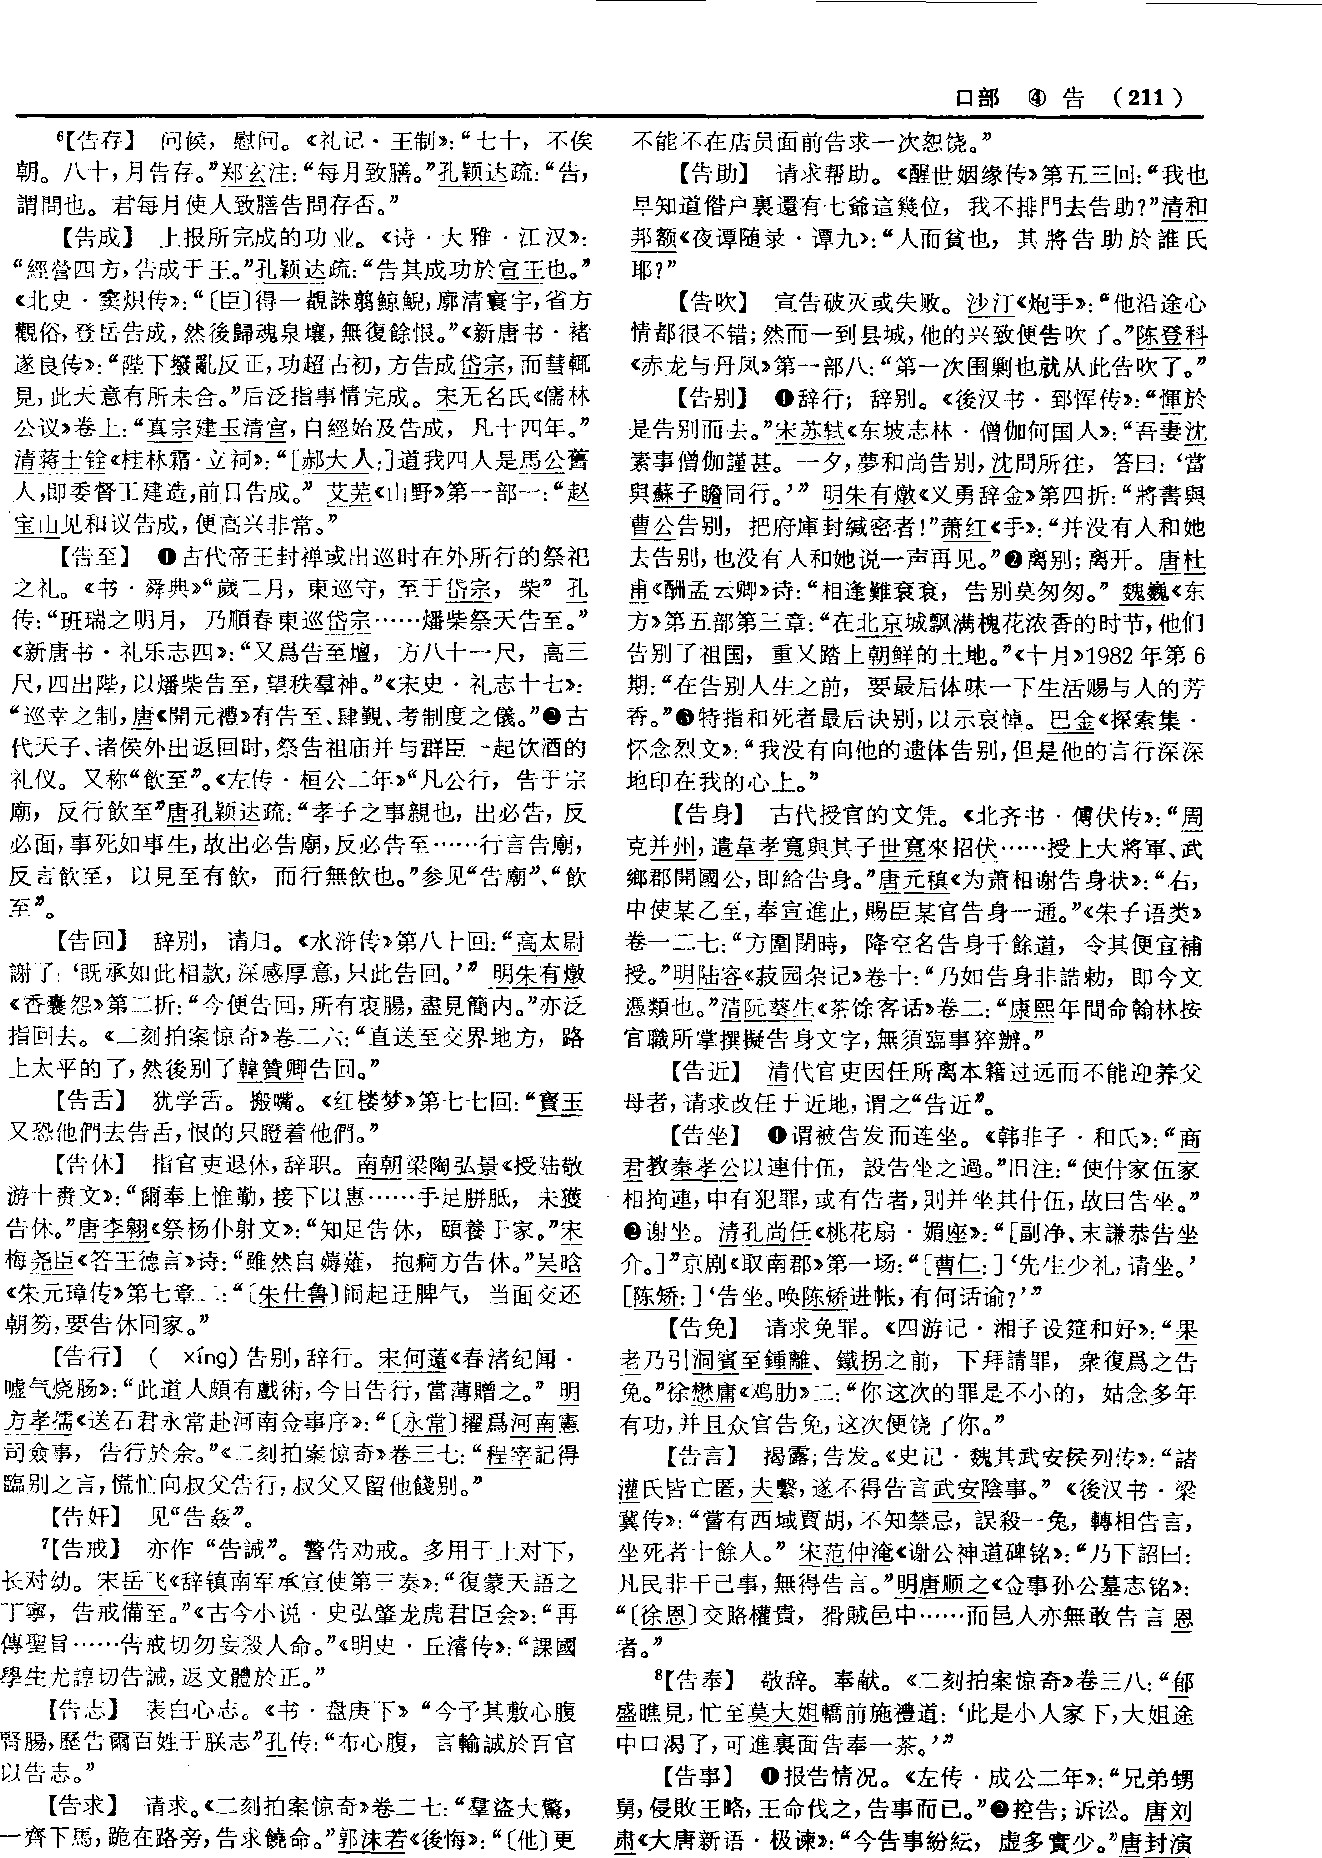 口部 ④ 告 （211）
⁶【告存】 问候，慰问。《礼记·王制》：“七十，不俟
朝。八十，月告存。”郑玄注：“每月致膳。”孔颖达疏：“告，
謂問也。君每月使人致膳告問存否。”
【告成】 上报所完成的功业。《诗·大雅·江汉》：
“經營四方，告成于王。”孔颖达疏：“告其成功於宣王也。”
《北史·窦炽传》：“〔臣〕得一覩誅翦鲸鯢，廓清寰宇，省方
觀俗，登岳告成，然後歸魂泉壤，無復餘恨。”《新唐书·褚
遂良传》：“陛下撥亂反正，功超古初，方告成岱宗，而彗輒
見，此天意有所未合。”后泛指事情完成。宋无名氏《儒林
公议》卷上：“真宗建玉清宫，自經始及告成，凡十四年。”
清蒋士铨《桂林霜·立祠》：“［郝大人：］道我四人是馬公舊
人，即委督工建造，前日告成。”艾芜《山野》第一部一：“赵
宝山见和议告成，便高兴非常。”
【告至】 ❶古代帝王封禅或出巡时在外所行的祭祀
之礼。《书·舜典》“歲二月，東巡守，至于岱宗，柴”孔
传：“班瑞之明月，乃順春東巡岱宗……燔柴祭天告至。”
《新唐书·礼乐志四》：“又爲告至壇，方八十一尺，高三
尺，四出陛，以燔柴告至，望秩羣神。”《宋史·礼志十七》：
“巡幸之制，唐《開元禮》有告至、肆覲、考制度之儀。”❷古
代天子、诸侯外出返回时，祭告祖庙并与群臣一起饮酒的
礼仪。又称“飲至”。《左传·桓公二年》“凡公行，告于宗
廟，反行飲至”唐孔颖达疏：“孝子之事親也，出必告，反
必面，事死如事生，故出必告廟，反必告至……行言告廟，
反言飲至，以見至有飲，而行無飲也。”参见“告廟”、“飲
至”。
【告回】 辞别，请归。《水浒传》第八十回：“高太尉
謝了：‘既承如此相款，深感厚意，只此告回。’”明朱有燉
《香囊怨》第二折：“今便告回，所有衷腸，盡見簡内。”亦泛
指回去。《二刻拍案惊奇》卷二六：“直送至交界地方，路
上太平的了，然後别了韓贊卿告回。”
【告舌】 犹学舌。搬嘴。《红楼梦》第七七回：“寶玉
又恐他們去告舌，恨的只瞪着他們。”
【告休】 指官吏退休，辞职。南朝梁陶弘景《授陆敬
游十赉文》：“爾奉上惟勤，接下以惠……手足胼胝，未獲
告休。”唐李翱《祭杨仆射文》：“知足告休，頤養于家。”宋
梅尧臣《答王德言》诗：“雖然自薅薙，抱痾方告休。”吴晗
《朱元璋传》第七章二：“〔朱仕鲁〕闹起迂脾气，当面交还
朝笏，要告休回家。”
【告行】 （ xíng）告别，辞行。宋何薳《春渚纪闻·
嘘气烧肠》：“此道人頗有戲術，今日告行，當薄贈之。”明
方孝孺《送石君永常赴河南佥事序》：“〔永常〕擢爲河南憲
司僉事，告行於余。”《二刻拍案惊奇》卷三七：“程宰記得
臨别之言，慌忙向叔父告行，叔父又留他餞别。”
【告奸】 见“告姦”。
⁷【告戒】 亦作“告誡”。警告劝戒。多用于上对下，
长对幼。宋岳飞《辞镇南军承宣使第三奏》：“復蒙天語之
丁寧，告戒備至。”《古今小说·史弘肇龙虎君臣会》：“再
傳聖旨……告戒切勿妄殺人命。”《明史·丘濬传》：“課國
學生尤諄切告誡，返文體於正。”
【告志】 表白心志。《书·盘庚下》“今予其敷心腹
腎腸，歷告爾百姓于朕志”孔传：“布心腹，言輸誠於百官
以告志。”
【告求】 请求。《二刻拍案惊奇》卷二七：“羣盜大驚，
一齊下馬，跪在路旁，告求饒命。”郭沫若《後悔》：“〔他〕更
不能不在店员面前告求一次恕饶。”
【告助】 请求帮助。《醒世姻缘传》第五三回：“我也
早知道俗户裏還有七爺這幾位，我不排門去告助？”清和
邦额《夜谭随录·谭九》：“人而貧也，其將告助於誰氏
耶？”
【告吹】 宣告破灭或失败。沙汀《炮手》：“他沿途心
情都很不错；然而一到县城，他的兴致便告吹了。”陈登科
《赤龙与丹凤》第一部八：“第一次围剿也就从此告吹了。”
【告别】 ❶辞行；辞别。《後汉书·郅恽传》：“惲於
是告别而去。”宋苏轼《东坡志林·僧伽何国人》：“吾妻沈
素事僧伽謹甚。一夕，夢和尚告别，沈問所往，答曰：‘當
與蘇子瞻同行。’”明朱有燉《义勇辞金》第四折：“將書與
曹公告别，把府庫封緘密者！”萧红《手》：“并没有人和她
去告别，也没有人和她说一声再见。”❷离别；离开。唐杜
甫《酬孟云卿》诗：“相逢難衮衮，告别莫匆匆。”魏巍《东
方》第五部第三章：“在北京城飘满槐花浓香的时节，他们
告别了祖国，重又踏上朝鲜的土地。”《十月》1982年第6
期：“在告别人生之前，要最后体味一下生活赐与人的芳
香。”❸特指和死者最后诀别，以示哀悼。巴金《探索集·
怀念烈文》：“我没有向他的遗体告别，但是他的言行深深
地印在我的心上。”
【告身】 古代授官的文凭。《北齐书·傅伏传》：“周
克并州，遣韋孝寬與其子世寬來招伏……授上大將軍、武
鄉郡開國公，即給告身。”唐元稹《为萧相谢告身状》：“右，
中使某乙至，奉宣進止，賜臣某官告身一通。”《朱子语类》
卷一二七：“方圍閉時，降空名告身千餘道，令其便宜補
授。”明陆容《菽园杂记》卷十：“乃如告身非誥勅，即今文
憑類也。”清阮葵生《茶馀客话》卷二：“康熙年間命翰林按
官職所掌撰擬告身文字，無須臨事猝辦。”
【告近】 清代官吏因任所离本籍过远而不能迎养父
母者，请求改任于近地，谓之“告近”。
【告坐】 ❶谓被告发而连坐。《韩非子·和氏》：“商
君教秦孝公以連什伍，設告坐之過。”旧注：“使什家伍家
相拘連，中有犯罪，或有告者，則并坐其什伍，故曰告坐。”
❷谢坐。清孔尚任《桃花扇·媚座》：“［副净、末謙恭告坐
介。］”京剧《取南郡》第一场：“［曹仁：］‘先生少礼，请坐。’
［陈矫：］‘告坐。唤陈矫进帐，有何话谕？’”
【告免】 请求免罪。《四游记·湘子设筵和好》：“果
老乃引洞賓至鍾離、鐵拐之前，下拜請罪，衆復爲之告
免。”徐懋庸《鸡肋》二：“你这次的罪是不小的，姑念多年
有功，并且众官告免，这次便饶了你。”
【告言】 揭露；告发。《史记·魏其武安侯列传》：“諸
灌氏皆亡匿，夫繫，遂不得告言武安陰事。”《後汉书·梁
冀传》：“嘗有西域賈胡，不知禁忌，誤殺一兔，轉相告言，
坐死者十餘人。”宋范仲淹《谢公神道碑铭》：“乃下詔曰：
凡民非干己事，無得告言。”明唐顺之《佥事孙公墓志铭》：
“〔徐恩〕交賂權貴，猾賊邑中……而邑人亦無敢告言恩
者。”
⁸【告奉】 敬辞。奉献。《二刻拍案惊奇》卷三八：“郁
盛瞧見，忙至莫大姐轎前施禮道：‘此是小人家下，大姐途
中口渴了，可進裏面告奉一茶。’”
【告事】 ❶报告情况。《左传·成公二年》：“兄弟甥
舅，侵敗王略，王命伐之，告事而已。”❷控告；诉讼。唐刘
肃《大唐新语·极谏》：“今告事紛紜，虚多實少。”唐封演